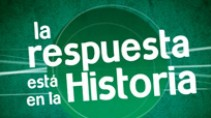 la
respuesta
está
en la Historia